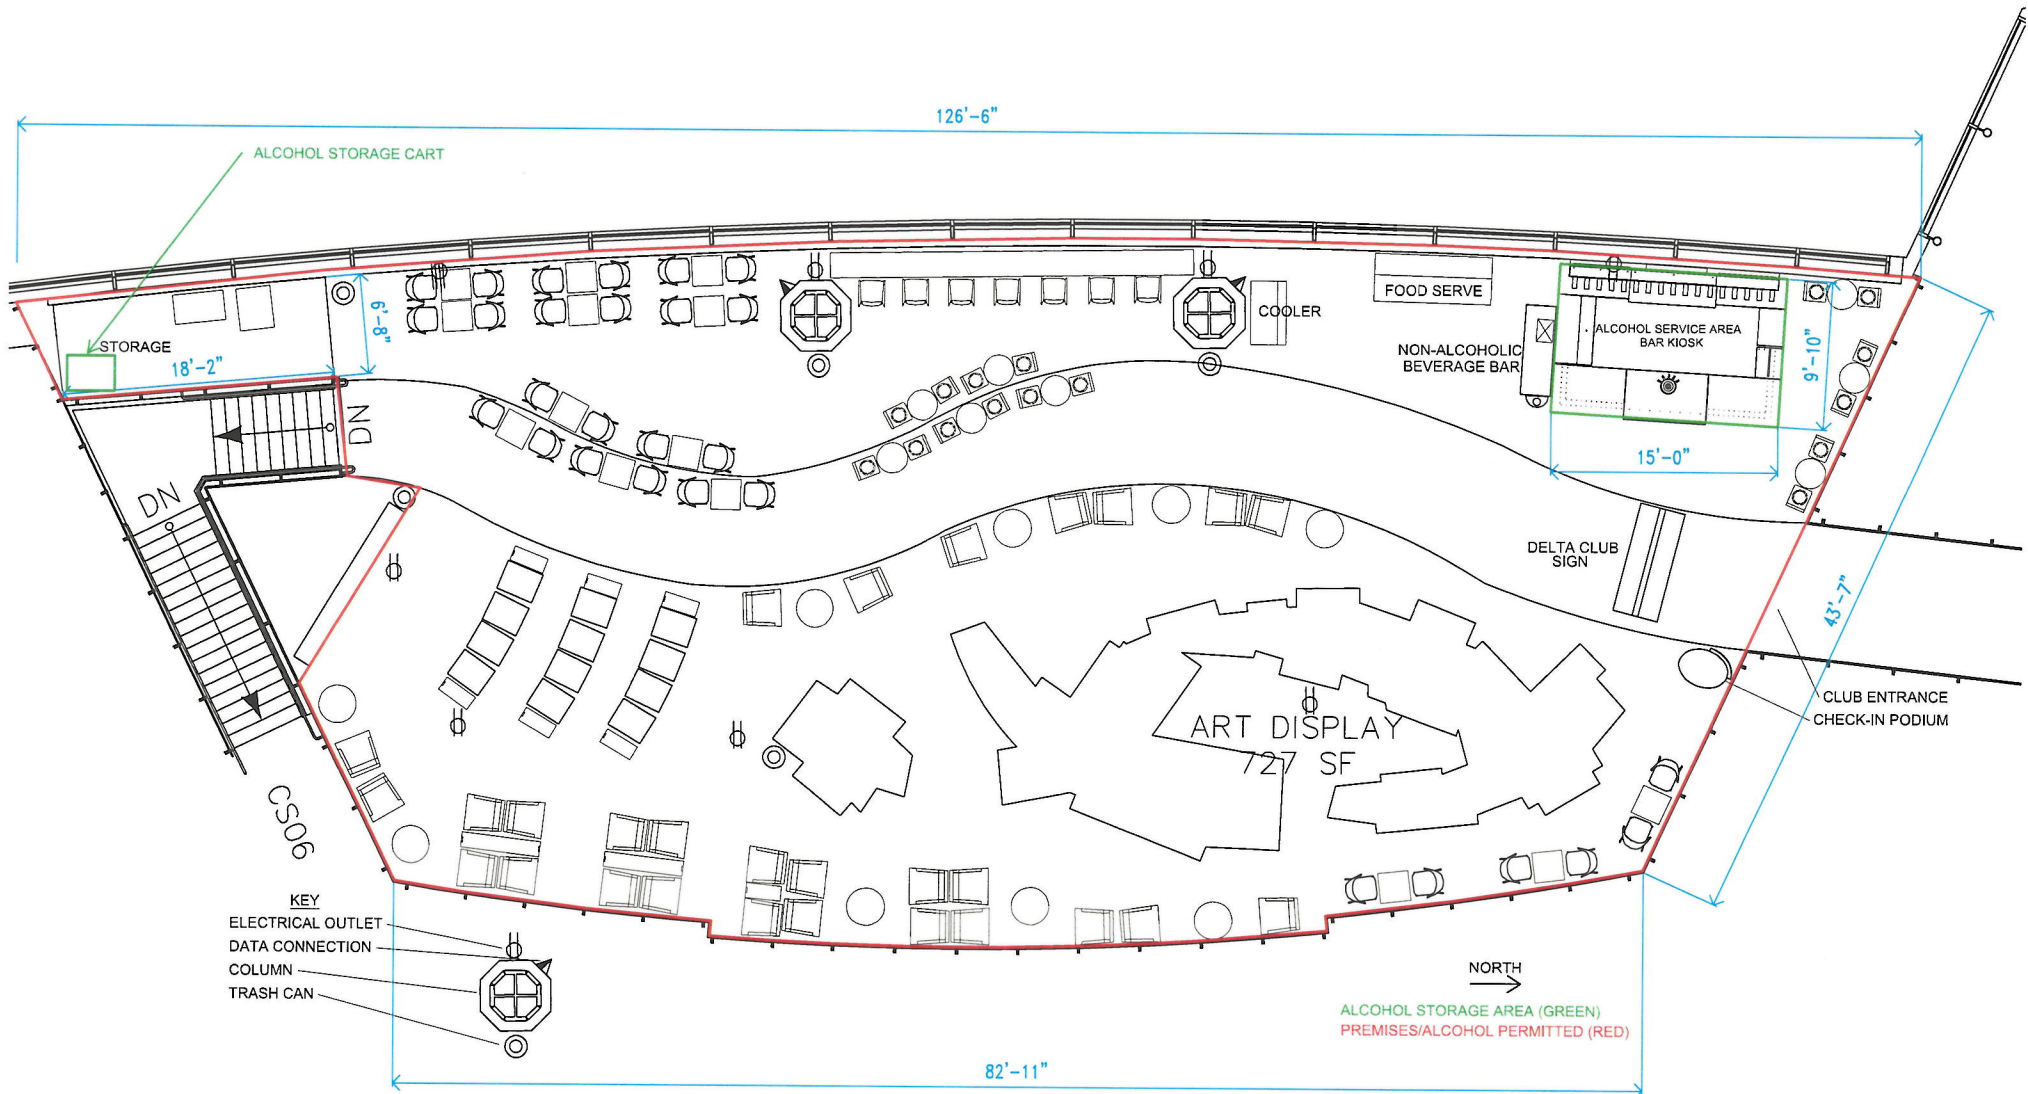 126'-6"
ALCOHOL STORAGE CART
STORAGE
18'-2"
6'-8"
COOLER
FOOD SERVE
NON-ALCOHOLIC
BEVERAGE BAR
ALCOHOL SERVICE AREA
BAR KIOSK
9'-10"
15'-0"
DN
DN
DELTA CLUB
SIGN
43'-7"
CLUB ENTRANCE
CHECK-IN PODIUM
ART DISPLAY
727 SF
CS06
KEY
ELECTRICAL OUTLET
DATA CONNECTION
COLUMN
TRASH CAN
NORTH
ALCOHOL STORAGE AREA (GREEN)
PREMISES/ALCOHOL PERMITTED (RED)
82'-11"